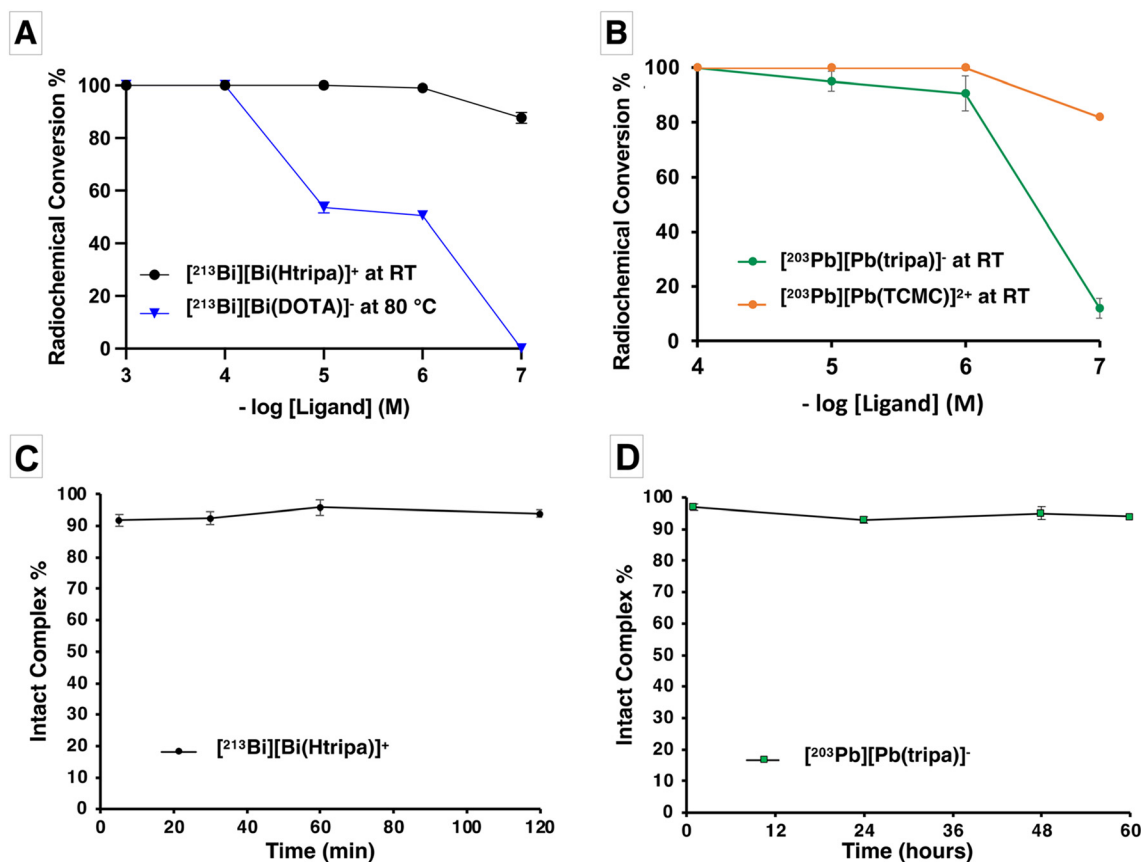 A
Radiochemical Conversion %
100
80
60
40
20
0
3 4 5 6 7
- log [Ligand] (M)
[²¹³Bi][Bi(Htripa)]⁺ at RT
[²¹³Bi][Bi(DOTA)]⁻ at 80 °C
B
Radiochemical Conversion %
100
80
60
40
20
0
4 5 6 7
- log [Ligand] (M)
[²⁰³Pb][Pb(tripa)]⁻ at RT
[²⁰³Pb][Pb(TCMC)]²⁺ at RT
C
Intact Complex %
100
90
80
70
60
50
40
30
20
10
0
0 20 40 60 80 100 120
Time (min)
[²¹³Bi][Bi(Htripa)]⁺
D
Intact Complex %
100
90
80
70
60
50
40
30
20
10
0
0 12 24 36 48 60
Time (hours)
[²⁰³Pb][Pb(tripa)]⁻